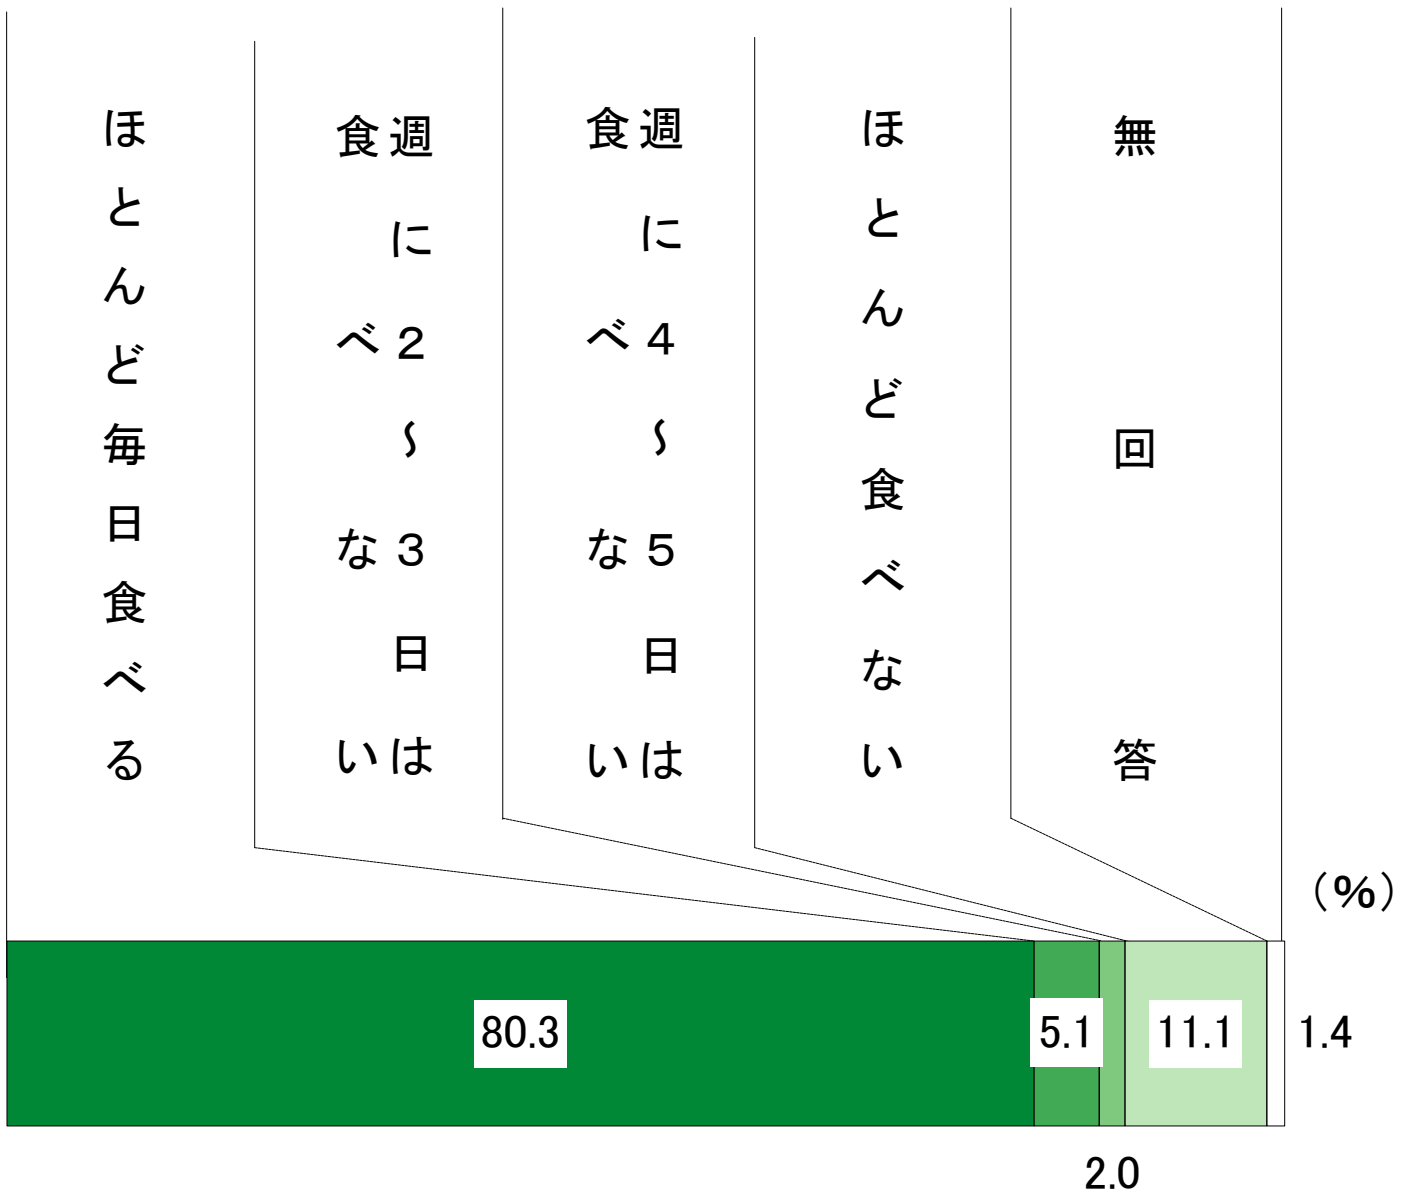 ほとんど毎日食べる
週に2～3日は
食べない
週に4～5日は
食べない
ほとんど食べない
無回答
（％）
80.3
5.1
2.0
11.1
1.4